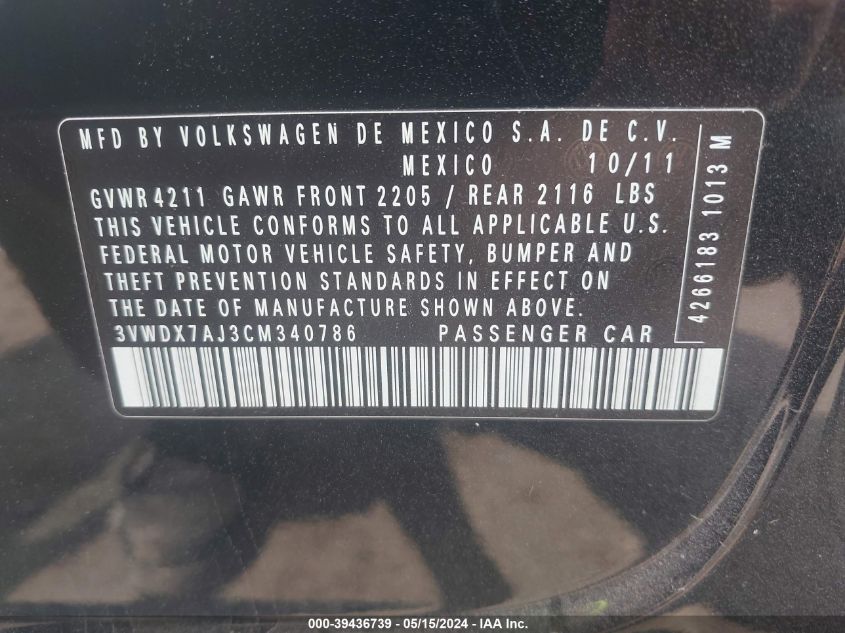 MFD BY VOLKSWAGEN DE MEXICO S.A. DE C.V.
MEXICO 10/11
GVWR 4211 GAWR FRONT 2205 / REAR 2116 LBS
THIS VEHICLE CONFORMS TO ALL APPLICABLE U.S.
FEDERAL MOTOR VEHICLE SAFETY, BUMPER AND
THEFT PREVENTION STANDARDS IN EFFECT ON
THE DATE OF MANUFACTURE SHOWN ABOVE.
3VWDX7AJ3CM340786 PASSENGER CAR
4266183 1013 M
000-39436739 - 05/15/2024 - IAA Inc.